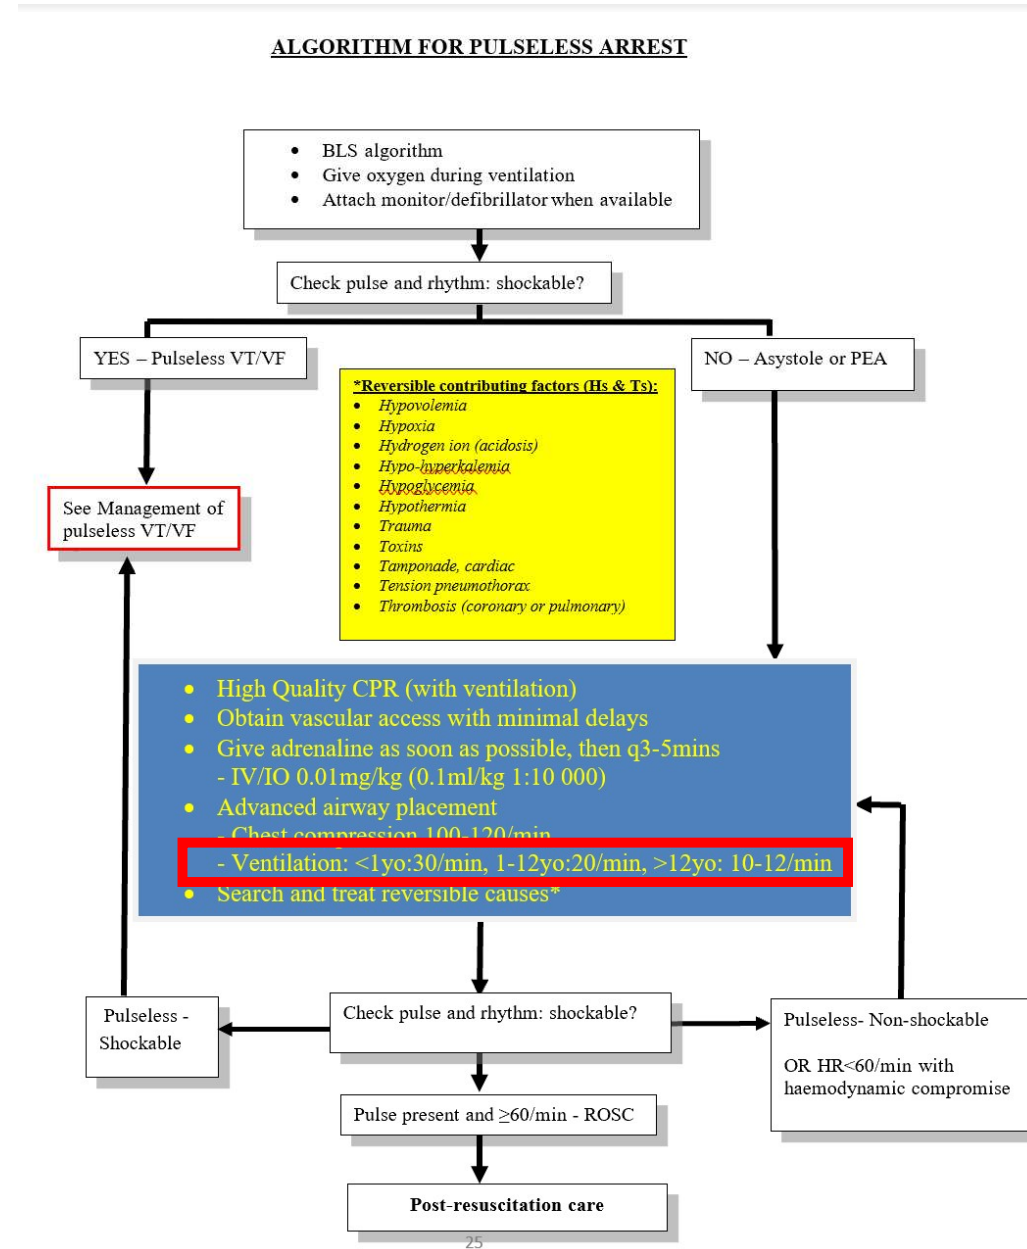 ALGORITHM FOR PULSELESS ARREST
• BLS algorithm
• Give oxygen during ventilation
• Attach monitor/defibrillator when available
Check pulse and rhythm: shockable?
YES – Pulseless VT/VF
NO – Asystole or PEA
*Reversible contributing factors (Hs & Ts):
• Hypovolemia
• Hypoxia
• Hydrogen ion (acidosis)
• Hypo-hyperkalemia
• Hypoglycemia
• Hypothermia
• Trauma
• Toxins
• Tamponade, cardiac
• Tension pneumothorax
• Thrombosis (coronary or pulmonary)
See Management of
pulseless VT/VF
• High Quality CPR (with ventilation)
• Obtain vascular access with minimal delays
• Give adrenaline as soon as possible, then q3-5mins
- IV/IO 0.01mg/kg (0.1ml/kg 1:10 000)
• Advanced airway placement
- Chest compression 100-120/min
- Ventilation: <1yo:30/min, 1-12yo:20/min, >12yo: 10-12/min
• Search and treat reversible causes*
Pulseless -
Shockable
Check pulse and rhythm: shockable?
Pulseless- Non-shockable
OR HR<60/min with
haemodynamic compromise
Pulse present and ≥60/min - ROSC
Post-resuscitation care
25